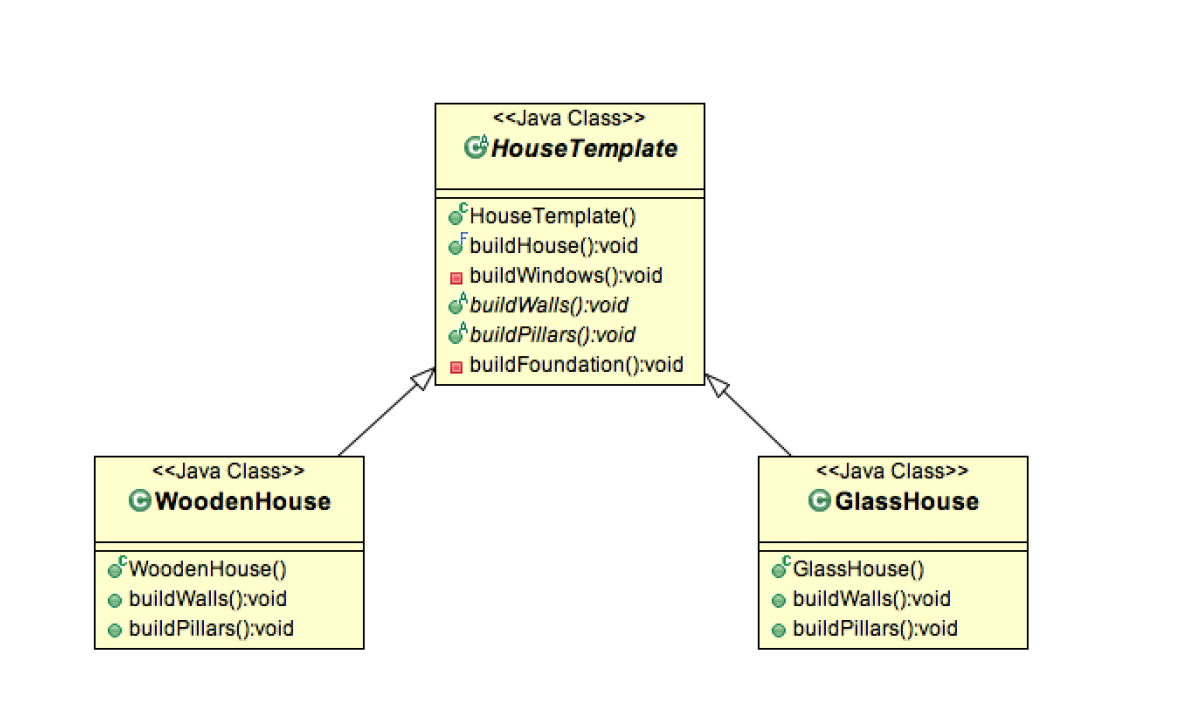 <<Java Class>>
HouseTemplate
HouseTemplate()
buildHouse():void
buildWindows():void
buildWalls():void
buildPillars():void
buildFoundation():void
<<Java Class>>
WoodenHouse
WoodenHouse()
buildWalls():void
buildPillars():void
<<Java Class>>
GlassHouse
GlassHouse()
buildWalls():void
buildPillars():void